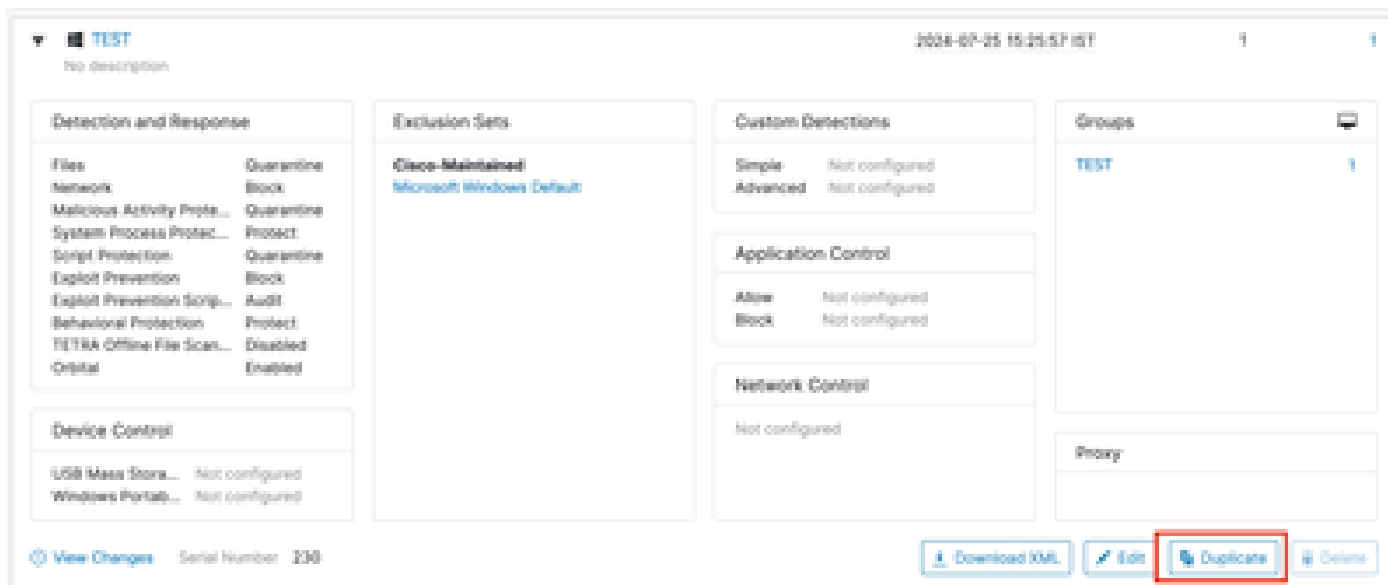 TEST 2024-07-25 15:25:57 IST 1 1
No description
Detection and Response
Files Quarantine
Network Block
Malicious Activity Prote... Quarantine
System Process Protec... Protect
Script Protection Quarantine
Exploit Prevention Block
Exploit Prevention Scrip... Audit
Behavioral Protection Protect
TETRA Offline File Scan... Disabled
Orbital Enabled
Device Control
USB Mass Stora... Not configured
Windows Portab... Not configured
Exclusion Sets
Cisco-Maintained
Microsoft Windows Default
Custom Detections
Simple Not configured
Advanced Not configured
Application Control
Allow Not configured
Block Not configured
Network Control
Not configured
Groups
TEST 1
Proxy
View Changes Serial Number 230
Download XML Edit Duplicate Delete